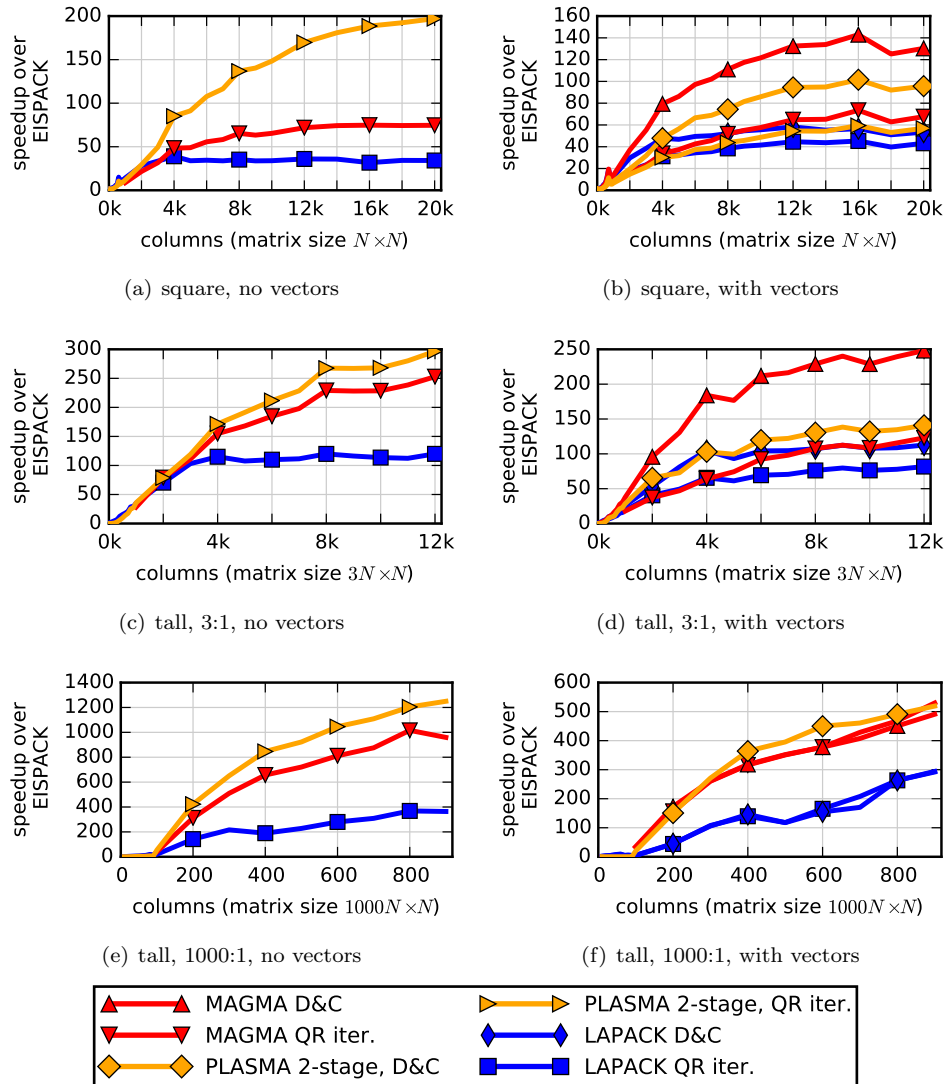 200
150
100
50
0
speedup over
EISPACK
0k 4k 8k 12k 16k 20k
columns (matrix size N×N)
(a) square, no vectors
160
140
120
100
80
60
40
20
0
speedup over
EISPACK
0k 4k 8k 12k 16k 20k
columns (matrix size N×N)
(b) square, with vectors
300
250
200
150
100
50
0
speedup over
EISPACK
0k 4k 8k 12k
columns (matrix size 3N×N)
(c) tall, 3:1, no vectors
250
200
150
100
50
0
speedup over
EISPACK
0k 4k 8k 12k
columns (matrix size 3N×N)
(d) tall, 3:1, with vectors
1400
1200
1000
800
600
400
200
0
speedup over
EISPACK
0 200 400 600 800
columns (matrix size 1000N×N)
(e) tall, 1000:1, no vectors
600
500
400
300
200
100
0
speedup over
EISPACK
0 200 400 600 800
columns (matrix size 1000N×N)
(f) tall, 1000:1, with vectors
MAGMA D&C
MAGMA QR iter.
PLASMA 2-stage, D&C
PLASMA 2-stage, QR iter.
LAPACK D&C
LAPACK QR iter.